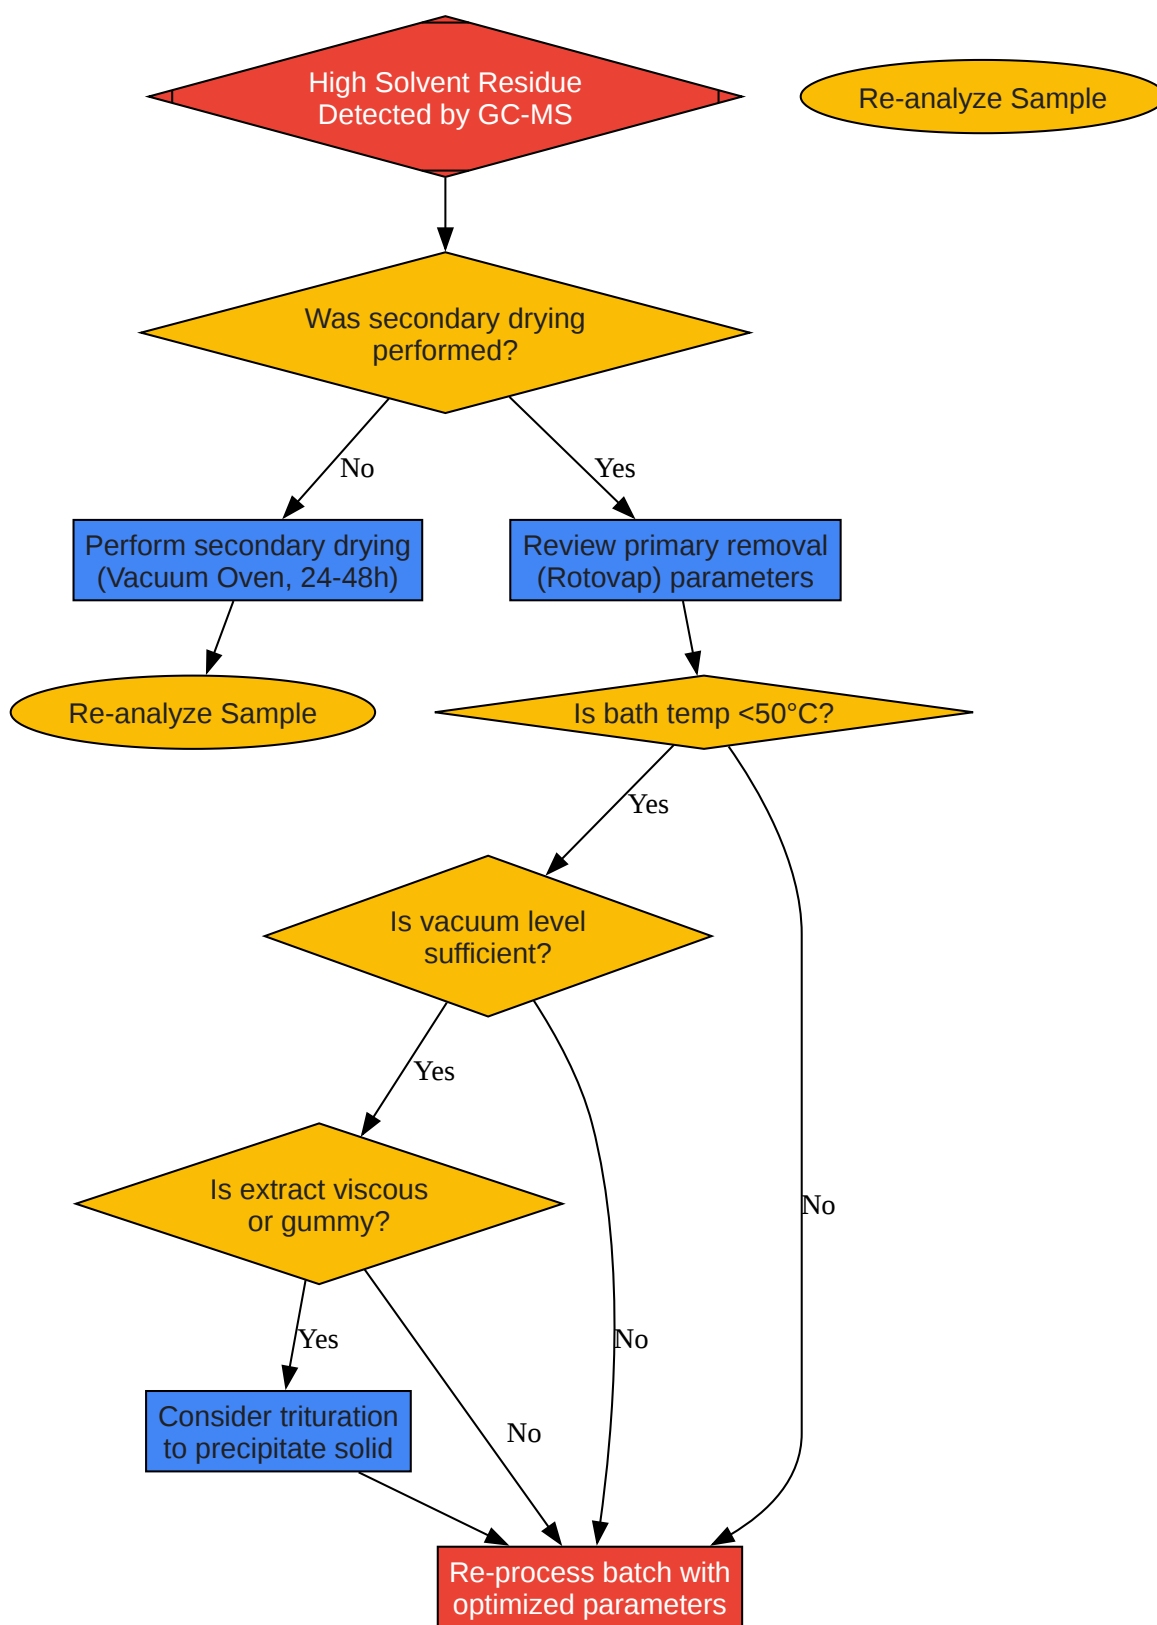 High Solvent Residue
Detected by GC-MS
Re-analyze Sample
Was secondary drying
performed?
No
Yes
Perform secondary drying
(Vacuum Oven, 24-48h)
Review primary removal
(Rotovap) parameters
Re-analyze Sample
Is bath temp <50°C?
Yes
Is vacuum level
sufficient?
Yes
Is extract viscous
or gummy?
No
Yes
No
Consider trituration
to precipitate solid
No
Re-process batch with
optimized parameters